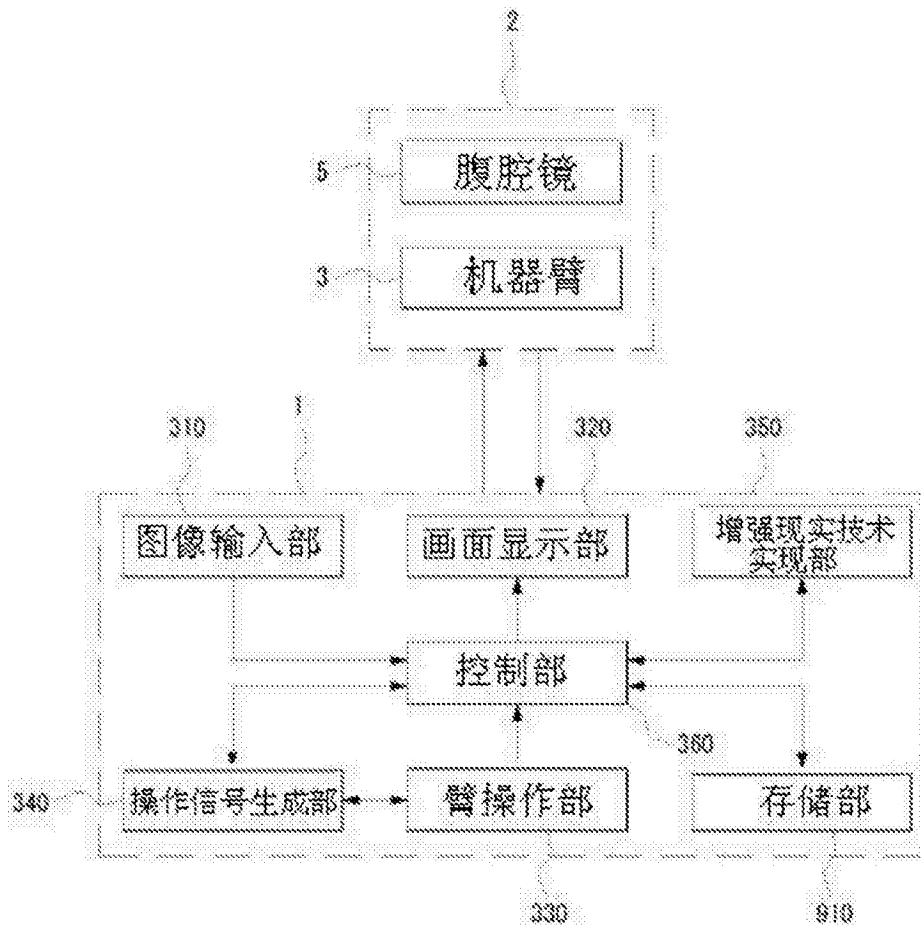 2
5
腹腔镜
3
机器臂
1
310
320
350
图像输入部
画面显示部
增强现实技术
实现部
控制部
360
340
操作信号生成部
臂操作部
存储部
330
910